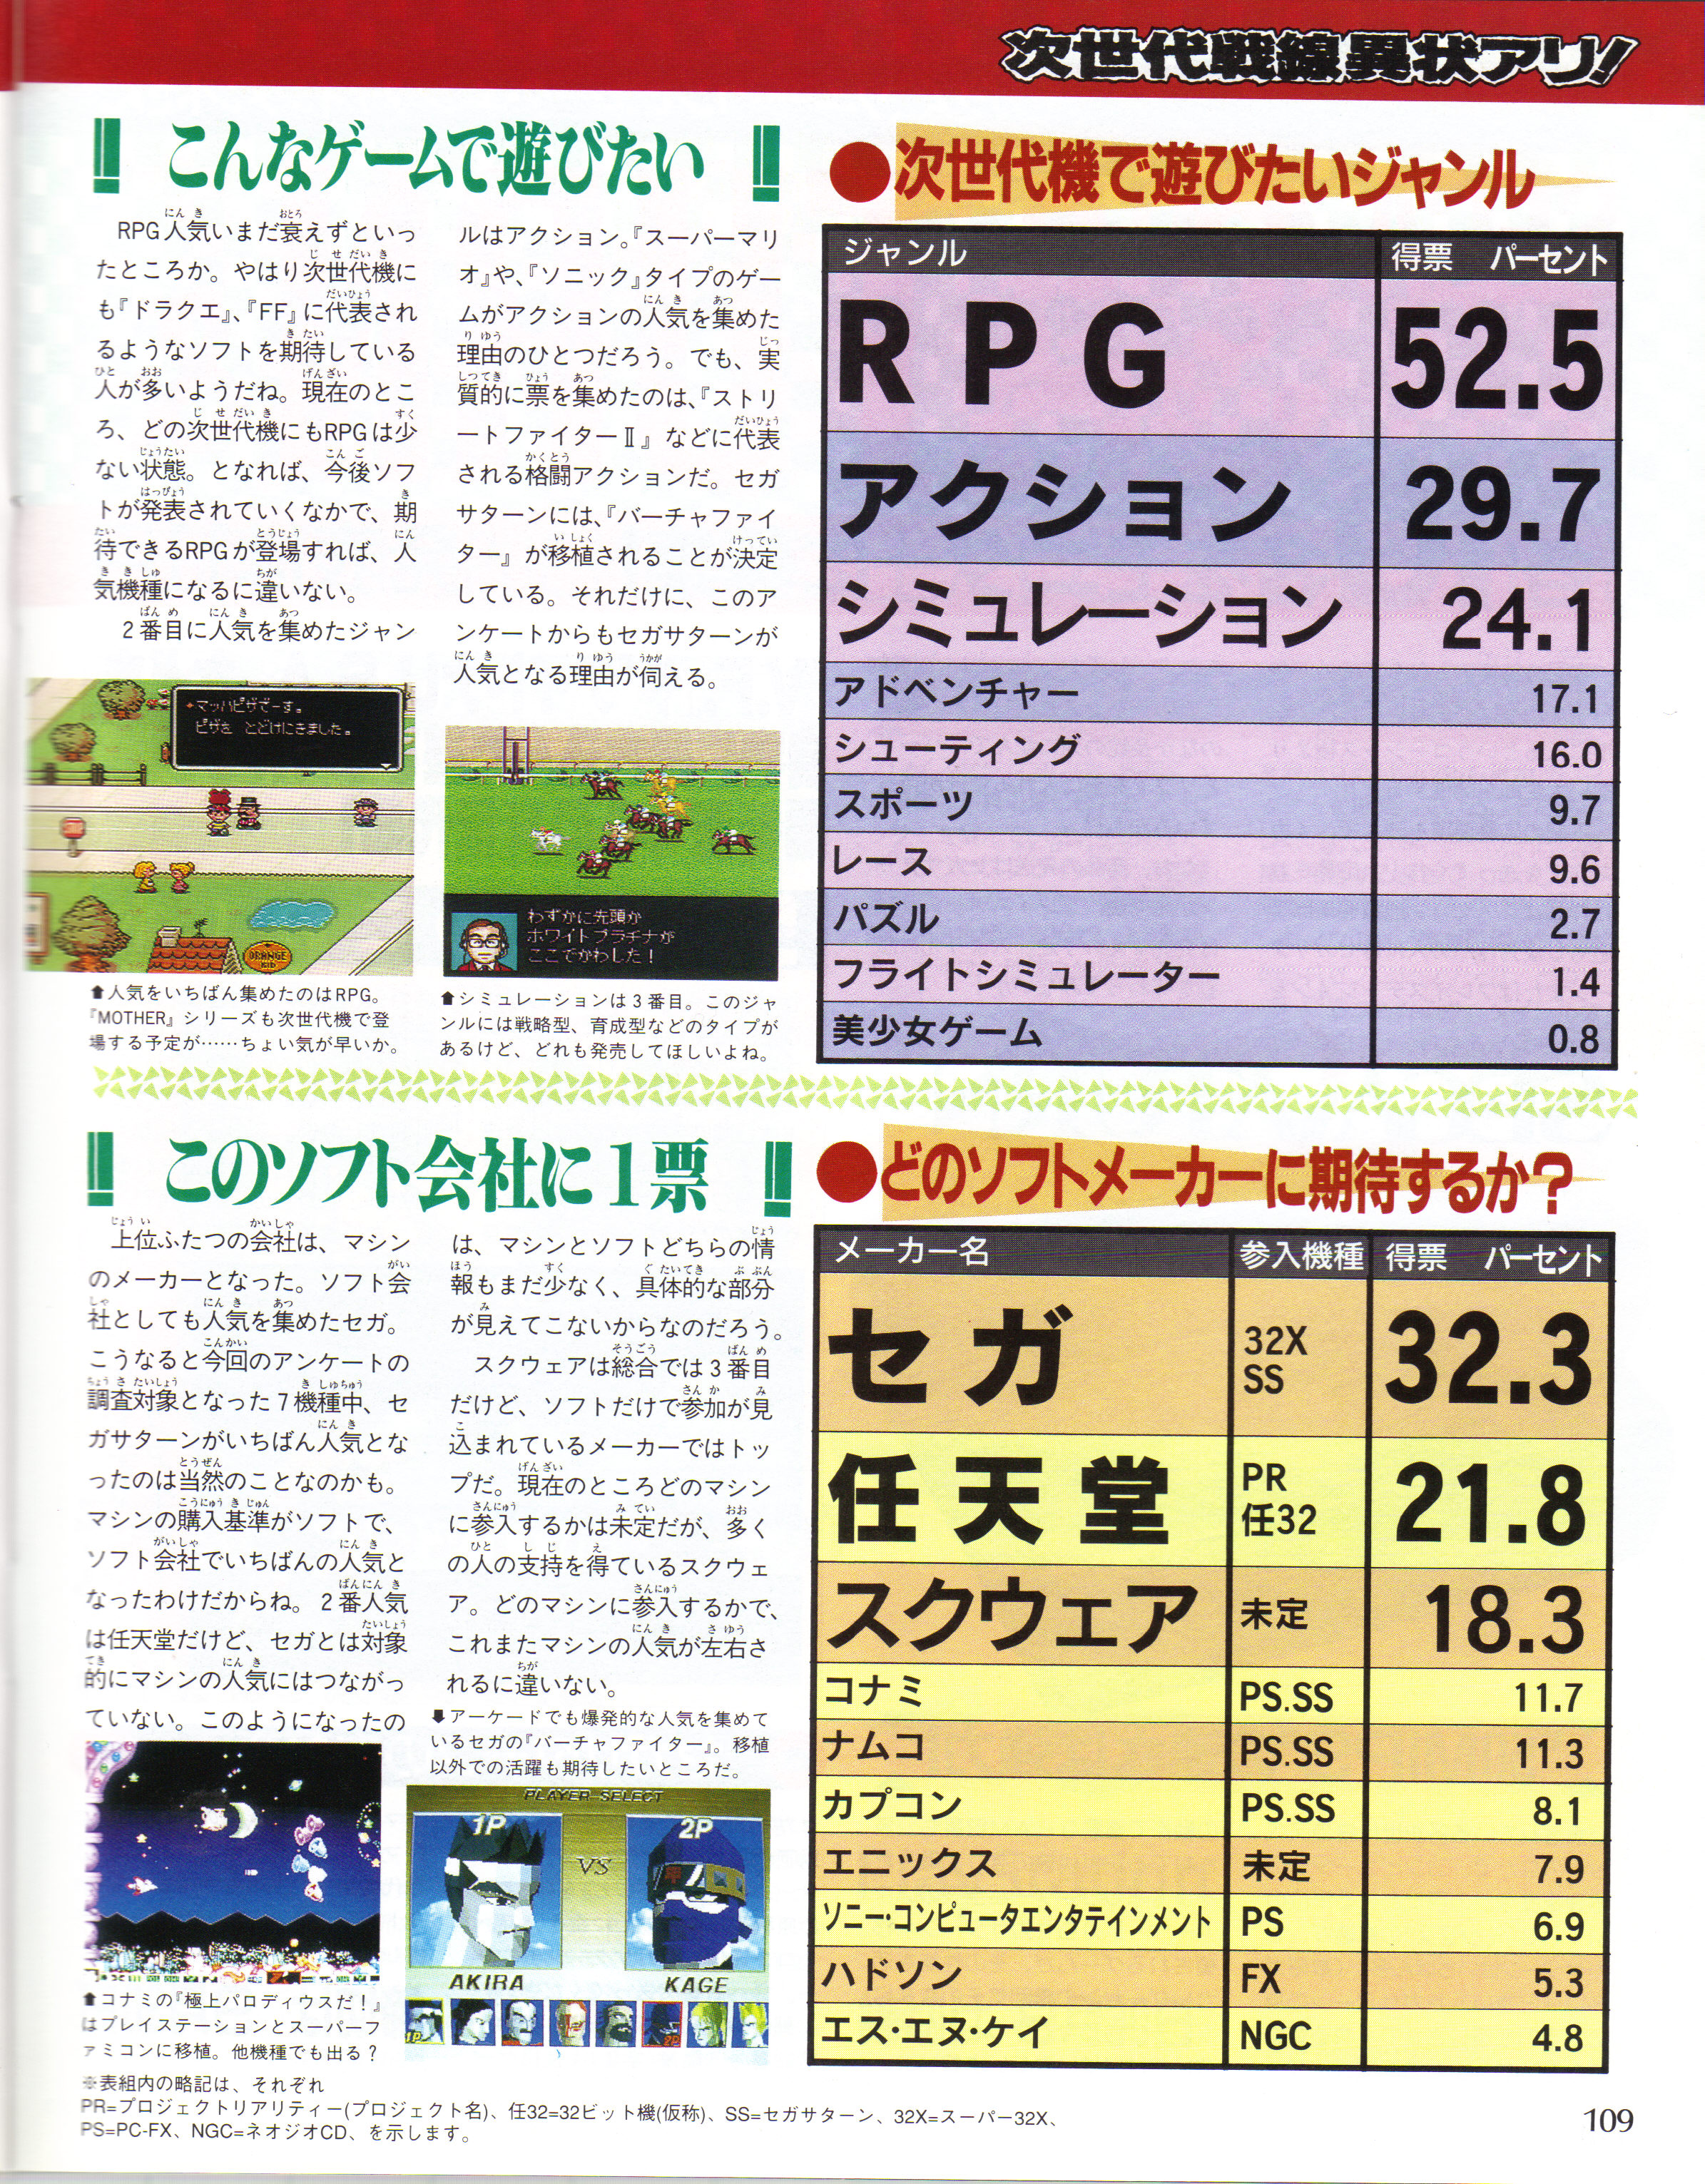 次世代戦線異状アリ!
!! こんなゲームで遊びたい !!
RPG人気いまだ衰えずといっ
たところか。やはり次世代機に
も『ドラクエ』、『FF』に代表され
るようなソフトを期待している
人が多いようだね。現在のとこ
ろ、どの次世代機にもRPGは少
ない状態。となれば、今後ソフ
トが発表されていくなかで、期
待できるRPGが登場すれば、人
気機種になるに違いない。
2番目に人気を集めたジャン
ルはアクション。『スーパーマリ
オ』や、『ソニック』タイプのゲー
ムがアクションの人気を集めた
理由のひとつだろう。でも、実
質的に票を集めたのは、『ストリ
ートファイターⅡ』などに代表
される格闘アクションだ。セガ
サターンには、『バーチャファイ
ター』が移植されることが決定
している。それだけに、このア
ンケートからもセガサターンが
人気となる理由が伺える。
マッハピザでーす。
ピザを とどけにきました。
ORANGE
KID
⬆人気をいちばん集めたのはRPG。
『MOTHER』シリーズも次世代機で登
場する予定が……ちょい気が早いか。
わずかに先頭か
ホワイトプラチナが
ここでかわした!
⬆シミュレーションは3番目。このジャ
ンルには戦略型、育成型などのタイプが
あるけど、どれも発売してほしいよね。
●次世代機で遊びたいジャンル
ジャンル 得票 パーセント
RPG 52.5
アクション 29.7
シミュレーション 24.1
アドベンチャー 17.1
シューティング 16.0
スポーツ 9.7
レース 9.6
パズル 2.7
フライトシミュレーター 1.4
美少女ゲーム 0.8
!! このソフト会社に1票 !!
上位ふたつの会社は、マシン
のメーカーとなった。ソフト会
社としても人気を集めたセガ。
こうなると今回のアンケートの
調査対象となった7機種中、セ
ガサターンがいちばん人気とな
ったのは当然のことなのかも。
マシンの購入基準がソフトで、
ソフト会社でいちばんの人気と
なったわけだからね。2番人気
は任天堂だけど、セガとは対象
的にマシンの人気にはつながっ
ていない。このようになったの
は、マシンとソフトどちらの情
報もまだ少なく、具体的な部分
が見えてこないからなのだろう。
スクウェアは総合では3番目
だけど、ソフトだけで参加が見
込まれているメーカーではトッ
プだ。現在のところどのマシン
に参入するかは未定だが、多く
の人の支持を得ているスクウェ
ア。どのマシンに参入するかで、
これまたマシンの人気が左右さ
れるに違いない。
⬇アーケードでも爆発的な人気を集めて
いるセガの『バーチャファイター』。移植
以外での活躍も期待したいところだ。
PLAYER SELECT
1P
VS
2P
AKIRA
KAGE
1P
2P
⬆コナミの『極上パロディウスだ!』
はプレイステーションとスーパーフ
ァミコンに移植。他機種でも出る?
●どのソフトメーカーに期待するか?
メーカー名 参入機種 得票 パーセント
セガ 32X SS 32.3
任天堂 PR 任32 21.8
スクウェア 未定 18.3
コナミ PS.SS 11.7
ナムコ PS.SS 11.3
カプコン PS.SS 8.1
エニックス 未定 7.9
ソニー・コンピュータエンタテインメント PS 6.9
ハドソン FX 5.3
エス・エヌ・ケイ NGC 4.8
※表組内の略記は、それぞれ
PR=プロジェクトリアリティー(プロジェクト名)、任32=32ビット機(仮称)、SS=セガサターン、32X=スーパー32X、
PS=PC-FX、NGC=ネオジオCD、を示します。
109